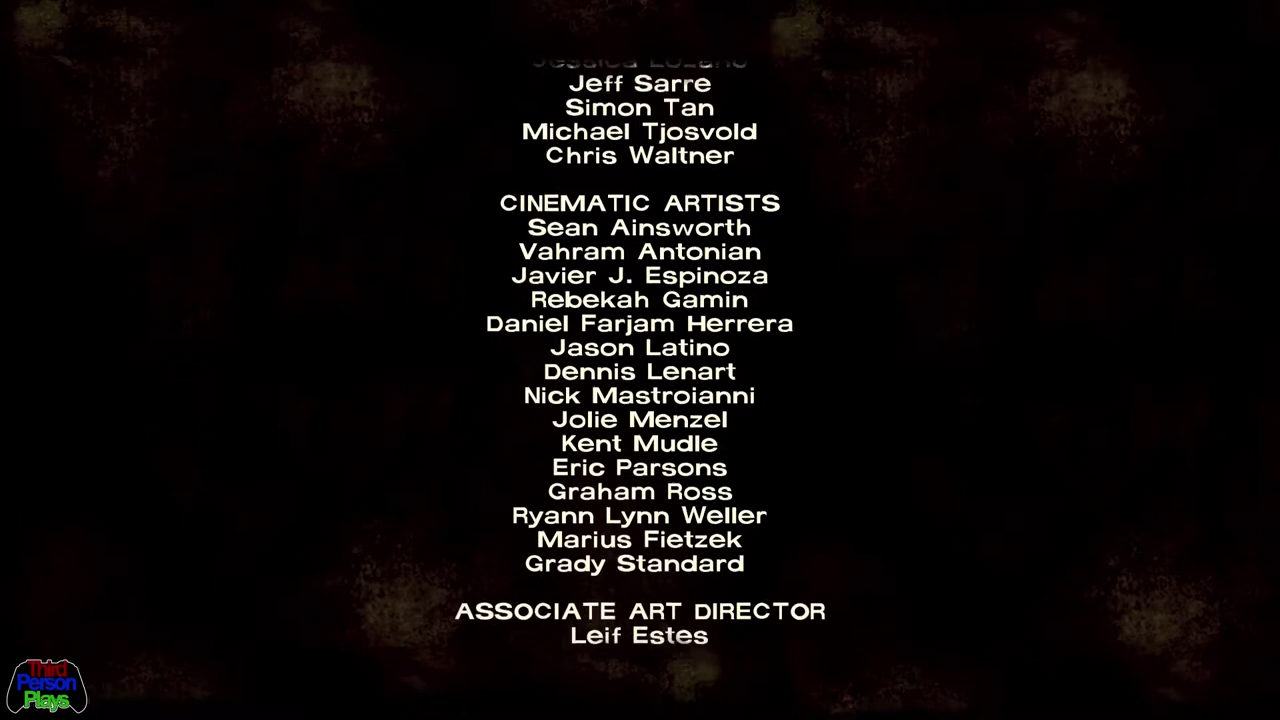 Jessica Lozano
Jeff Sarre
Simon Tan
Michael Tjosvold
Chris Waltner
CINEMATIC ARTISTS
Sean Ainsworth
Vahram Antonian
Javier J. Espinoza
Rebekah Gamin
Daniel Farjam Herrera
Jason Latino
Dennis Lenart
Nick Mastroianni
Jolie Menzel
Kent Mudle
Eric Parsons
Graham Ross
Ryann Lynn Weller
Marius Fietzek
Grady Standard
ASSOCIATE ART DIRECTOR
Leif Estes
Third
Person
Plays